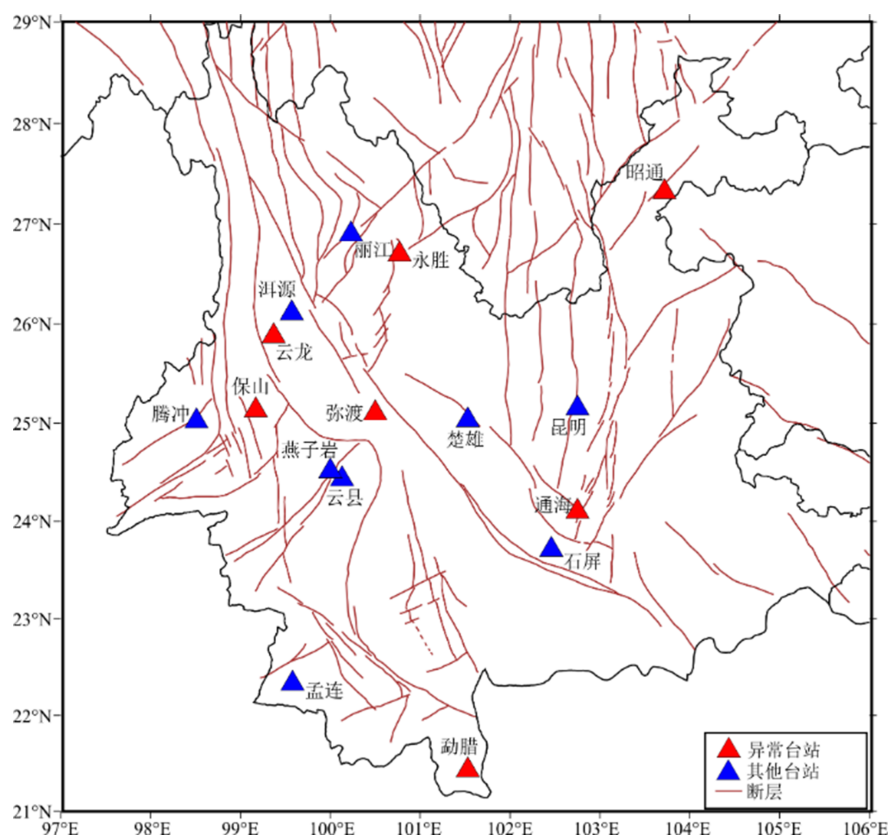 29°N
28°N
昭通
27°N
丽江
永胜
洱源
26°N
云龙
保山
腾冲
弥渡
25°N
楚雄
昆明
燕子岩
云县
通海
24°N
石屏
23°N
孟连
22°N
勐腊
异常台站
其他台站
断层
21°N
97°E 98°E 99°E 100°E 101°E 102°E 103°E 104°E 105°E 106°E